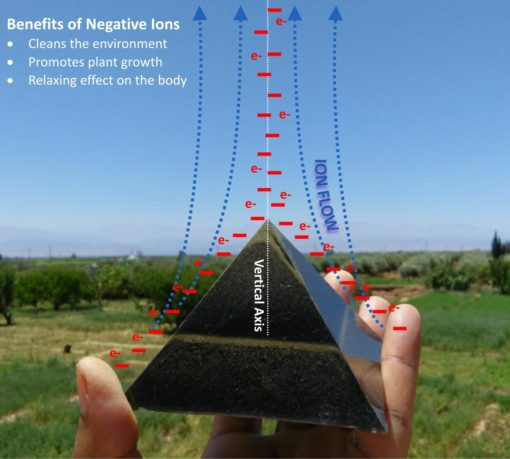 Benefits of Negative Ions
• Cleans the environment
• Promotes plant growth
• Relaxing effect on the body
e-
e-
e-
e-
ION FLOW
e-
e-
e-
e-
e-
Vertical Axis
e-
e-
e-